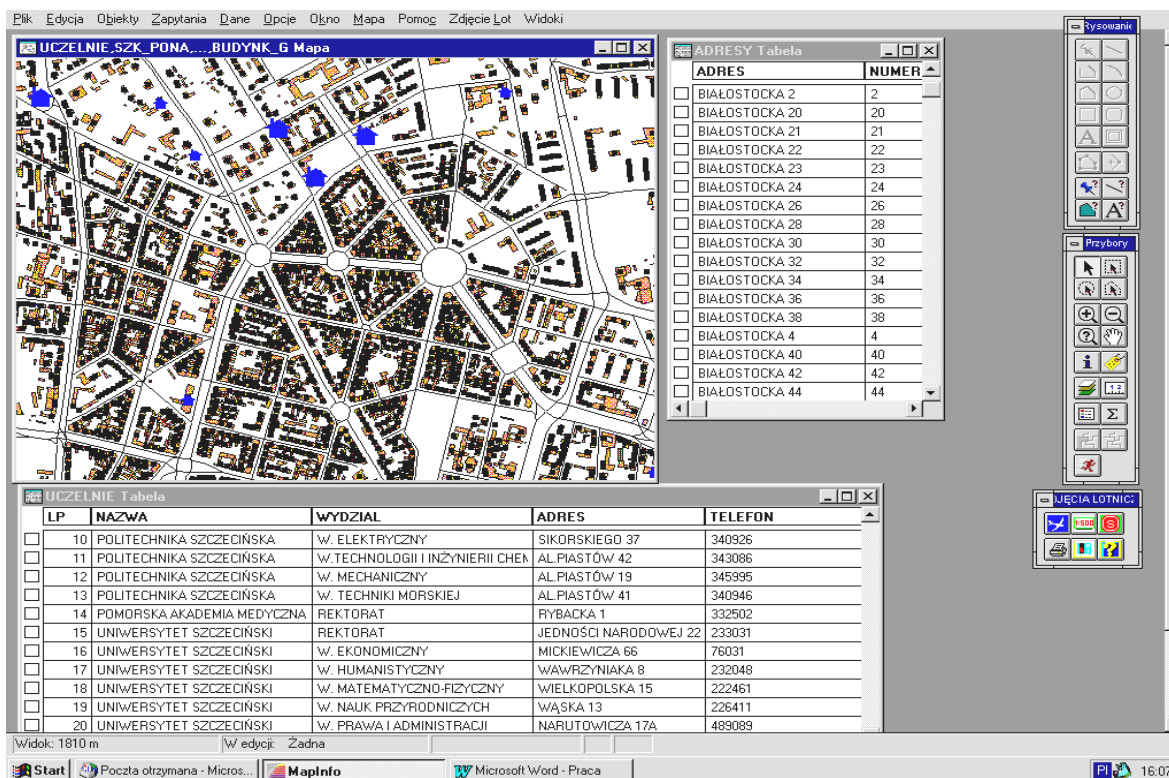 Plik Edycja Obiekty Zapytania Dane Opcje Okno Mapa Pomoc Zdjęcie Lot Widoki
UCZELNIE,SZK_PONA,...,BUDYNK_G Mapa
ADRESY Tabela
ADRES NUMER
BIAŁOSTOCKA 2 2
BIAŁOSTOCKA 20 20
BIAŁOSTOCKA 21 21
BIAŁOSTOCKA 22 22
BIAŁOSTOCKA 23 23
BIAŁOSTOCKA 24 24
BIAŁOSTOCKA 26 26
BIAŁOSTOCKA 28 28
BIAŁOSTOCKA 30 30
BIAŁOSTOCKA 32 32
BIAŁOSTOCKA 34 34
BIAŁOSTOCKA 36 36
BIAŁOSTOCKA 38 38
BIAŁOSTOCKA 4 4
BIAŁOSTOCKA 40 40
BIAŁOSTOCKA 42 42
BIAŁOSTOCKA 44 44
Rysowanie
Przybory
DJĘCIA LOTNICZ
1:500
UCZELNIE Tabela
LP NAZWA WYDZIAL ADRES TELEFON
10 POLITECHNIKA SZCZECIŃSKA W. ELEKTRYCZNY SIKORSKIEGO 37 340926
11 POLITECHNIKA SZCZECIŃSKA W.TECHNOLOGII I INŻYNIERII CHEM AL.PIASTÓW 42 343086
12 POLITECHNIKA SZCZECIŃSKA W. MECHANICZNY AL.PIASTÓW 19 345995
13 POLITECHNIKA SZCZECIŃSKA W. TECHNIKI MORSKIEJ AL.PIASTÓW 41 340946
14 POMORSKA AKADEMIA MEDYCZNA REKTORAT RYBACKA 1 332502
15 UNIWERSYTET SZCZECIŃSKI REKTORAT JEDNOŚCI NARODOWEJ 22 233031
16 UNIWERSYTET SZCZECIŃSKI W. EKONOMICZNY MICKIEWICZA 66 76031
17 UNIWERSYTET SZCZECIŃSKI W. HUMANISTYCZNY WAWRZYNIAKA 8 232048
18 UNIWERSYTET SZCZECIŃSKI W. MATEMATYCZNO-FIZYCZNY WIELKOPOLSKA 15 222461
19 UNIWERSYTET SZCZECIŃSKI W. NAUK PRZYRODNICZYCH WĄSKA 13 226411
20 UNIWERSYTET SZCZECIŃSKI W. PRAWA I ADMINISTRACJI NARUTOWICZA 17A 489089
Widok: 1810 m W edycji: Żadna
Start Poczta otrzymana - Micros... MapInfo Microsoft Word - Praca Pl 16:07